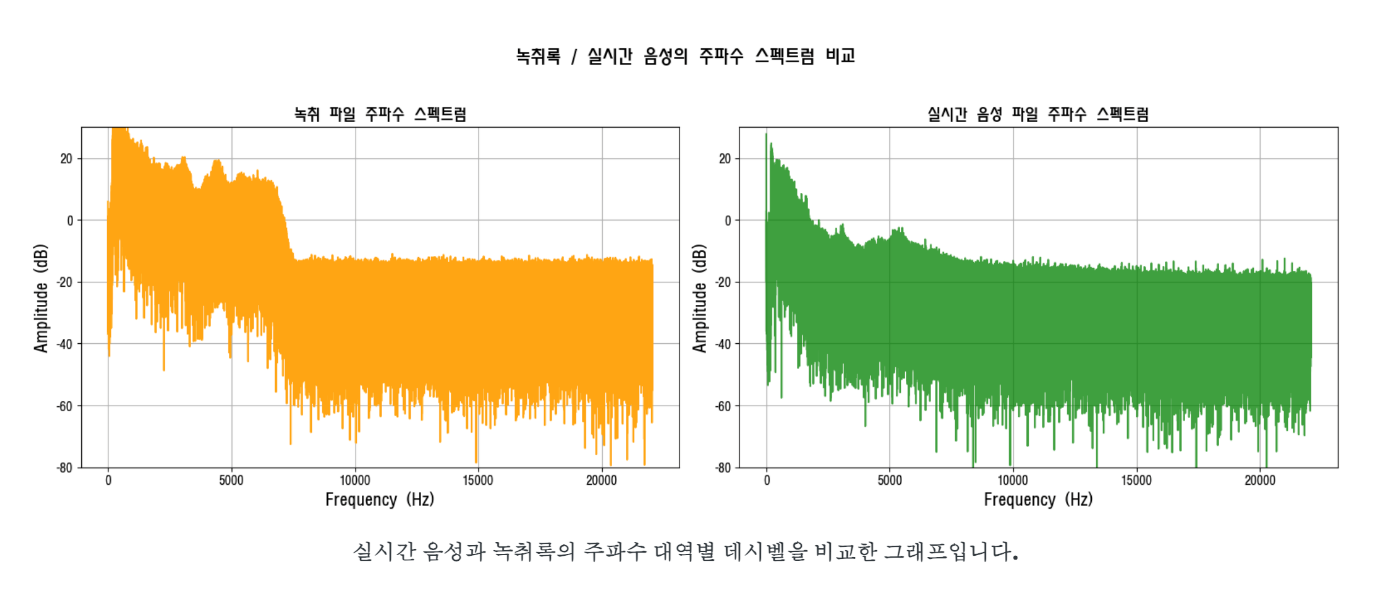 녹취록 / 실시간 음성의 주파수 스펙트럼 비교
녹취 파일 주파수 스펙트럼
20
0
-20
-40
-60
-80
Amplitude (dB)
0 5000 10000 15000 20000
Frequency (Hz)
실시간 음성 파일 주파수 스펙트럼
20
0
-20
-40
-60
-80
Amplitude (dB)
0 5000 10000 15000 20000
Frequency (Hz)
실시간 음성과 녹취록의 주파수 대역별 데시벨을 비교한 그래프입니다.